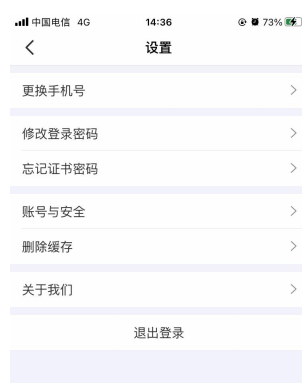 中国电信 4G 14:36 73%
设置
更换手机号
修改登录密码
忘记证书密码
账号与安全
删除缓存
关于我们
退出登录